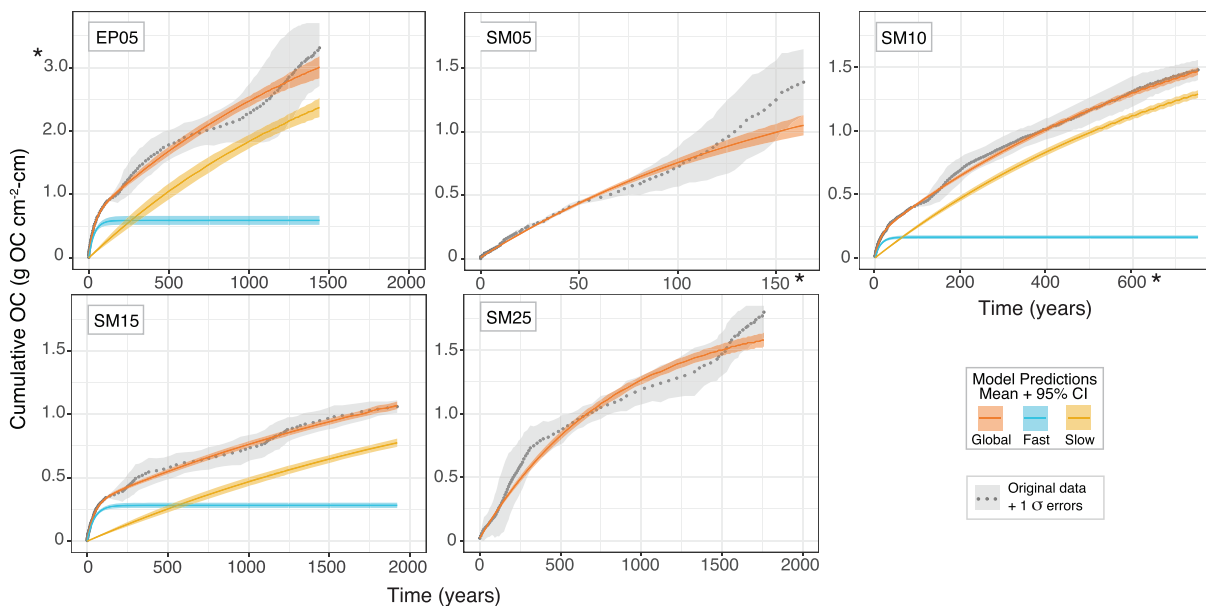 EP05
SM05
SM10
*
3.0
2.0
1.0
0
1.5
1.0
0.5
0
1.5
1.0
0.5
0
0 500 1000 1500 2000
0 50 100 150 *
0 200 400 600 *
Time (years)
Cumulative OC (g OC cm⁻²-cm)
SM15
SM25
1.5
1.0
0.5
0
1.5
1.0
0.5
0
0 500 1000 1500 2000
0 500 1000 1500 2000
Time (years)
Model Predictions
Mean + 95% CI
Global Fast Slow
Original data
+ 1 σ errors